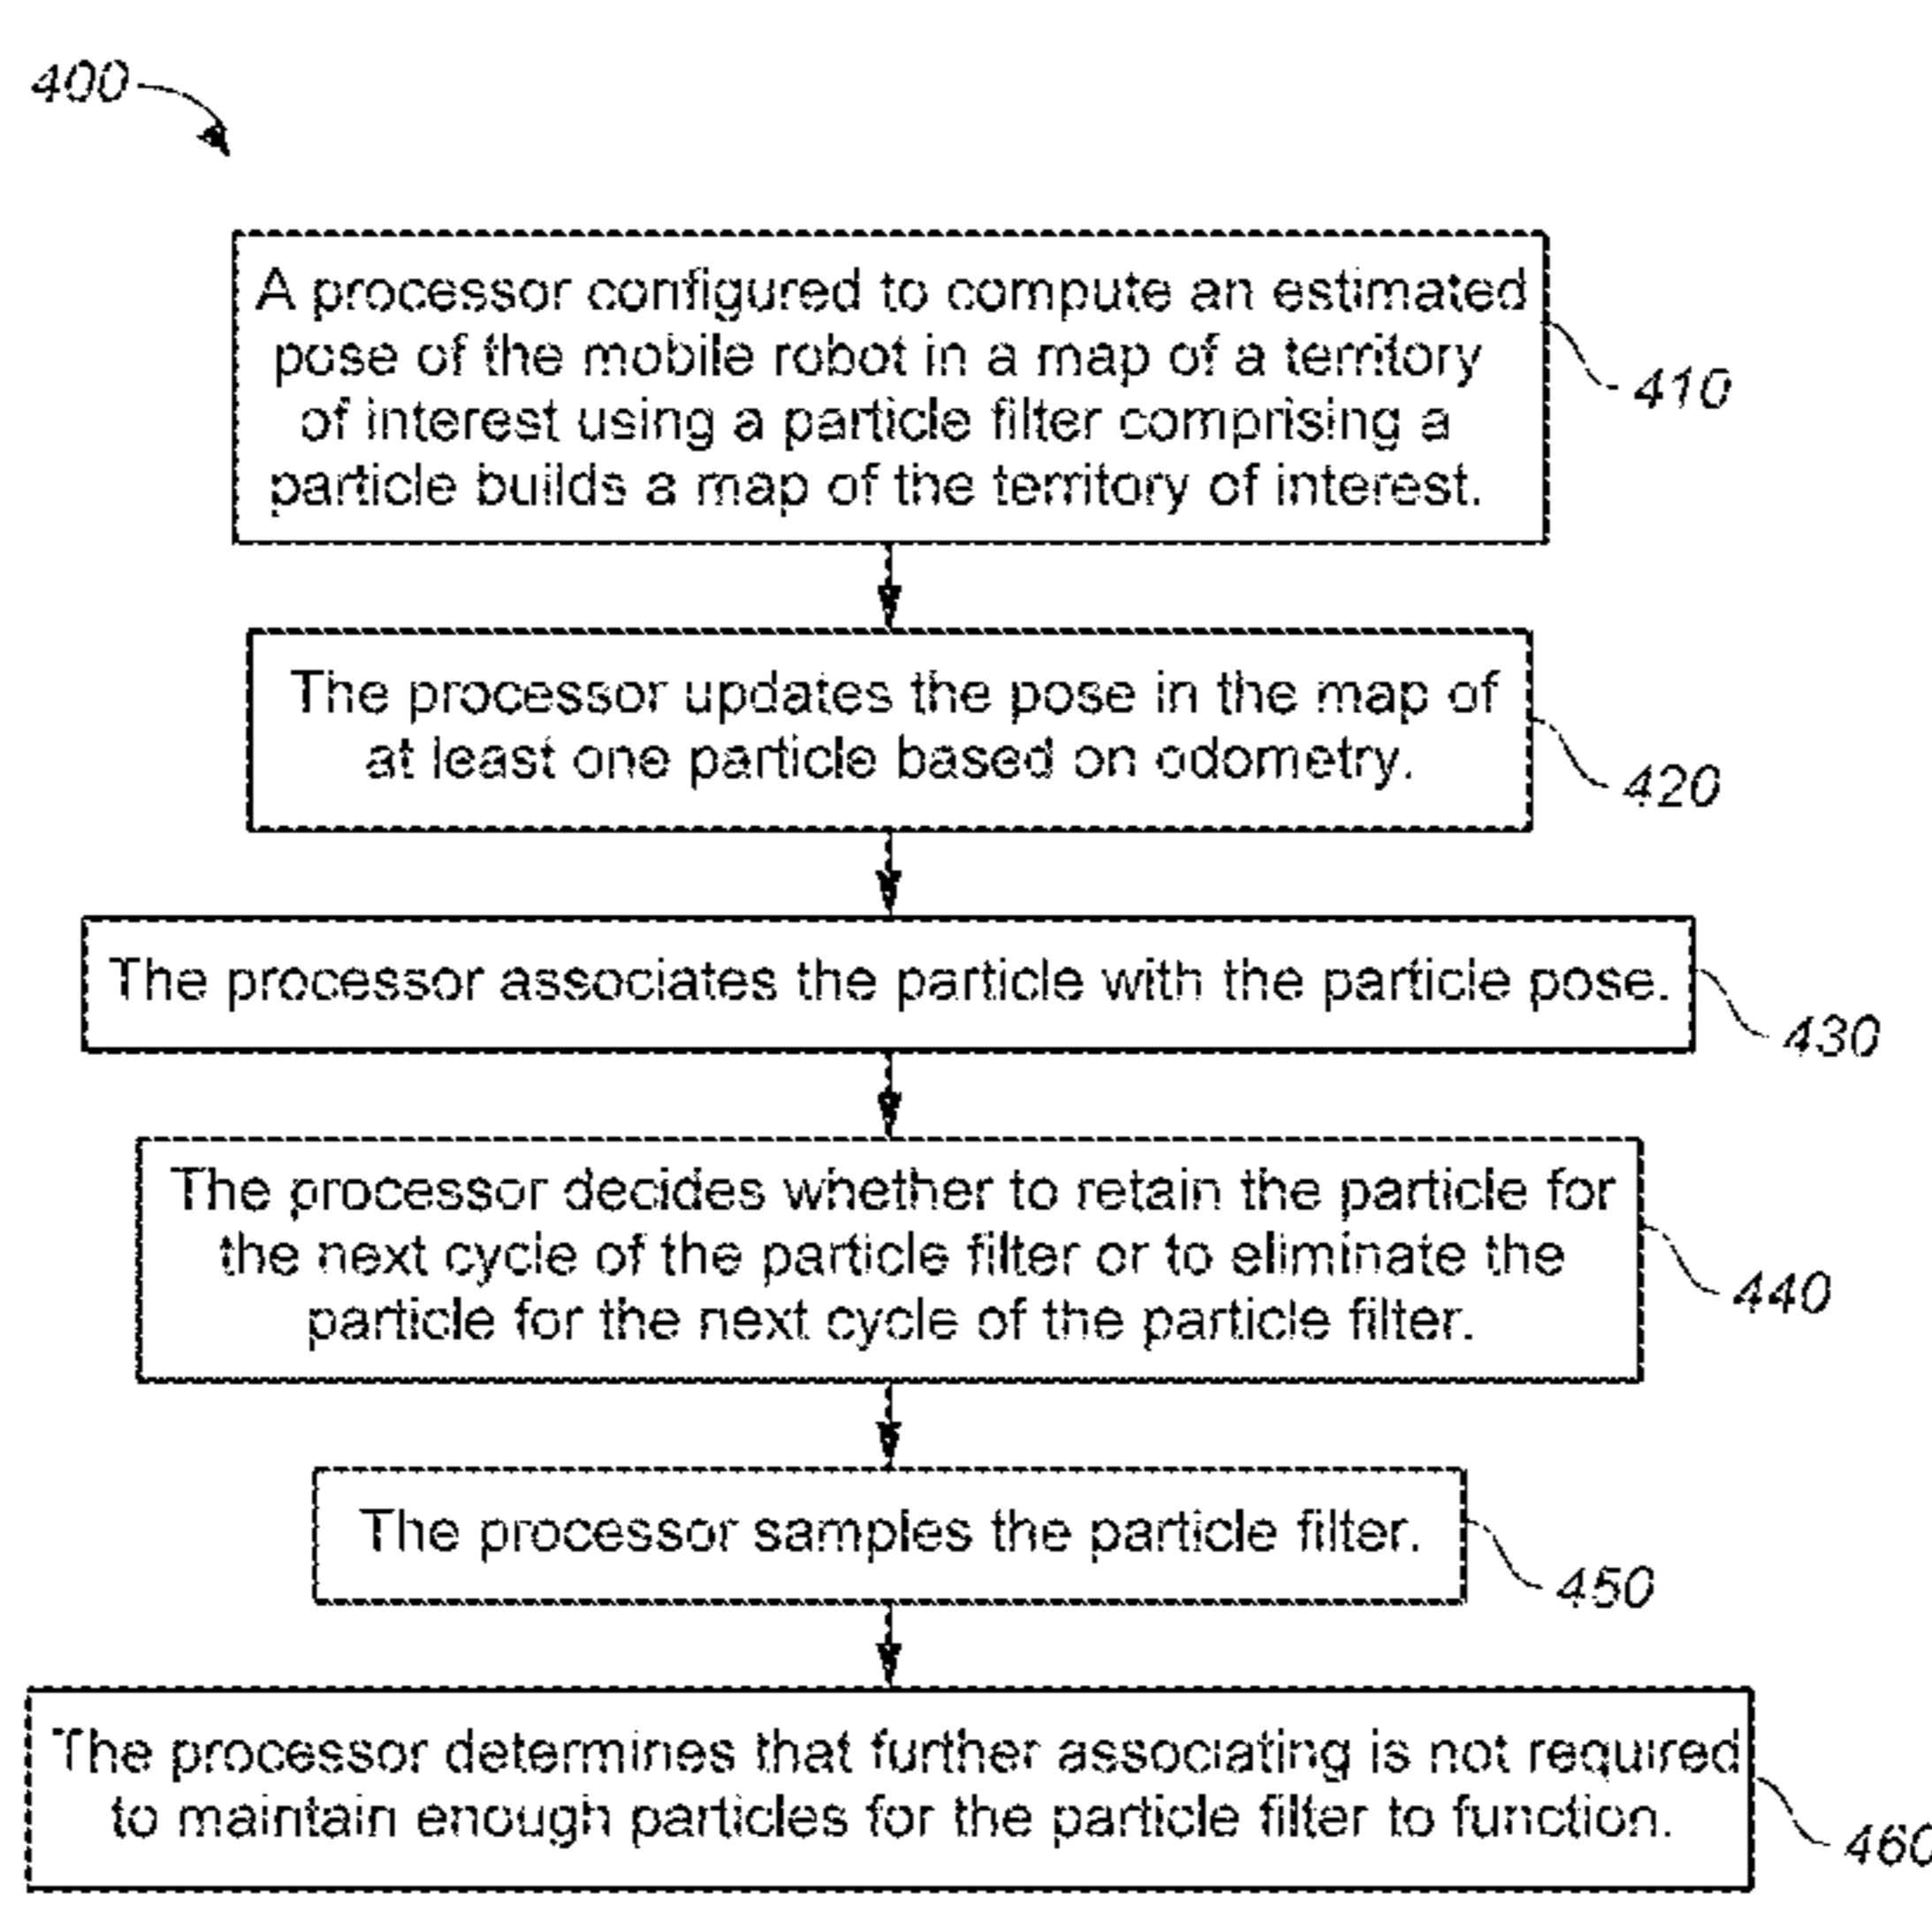 400
A processor configured to compute an estimated
pose of the mobile robot in a map of a territory
of interest using a particle filter comprising a
particle builds a map of the territory of interest.
410
The processor updates the pose in the map of
at least one particle based on odometry.
420
The processor associates the particle with the particle pose.
430
The processor decides whether to retain the particle for
the next cycle of the particle filter or to eliminate the
particle for the next cycle of the particle filter.
440
The processor samples the particle filter.
450
The processor determines that further associating is not required
to maintain enough particles for the particle filter to function.
460